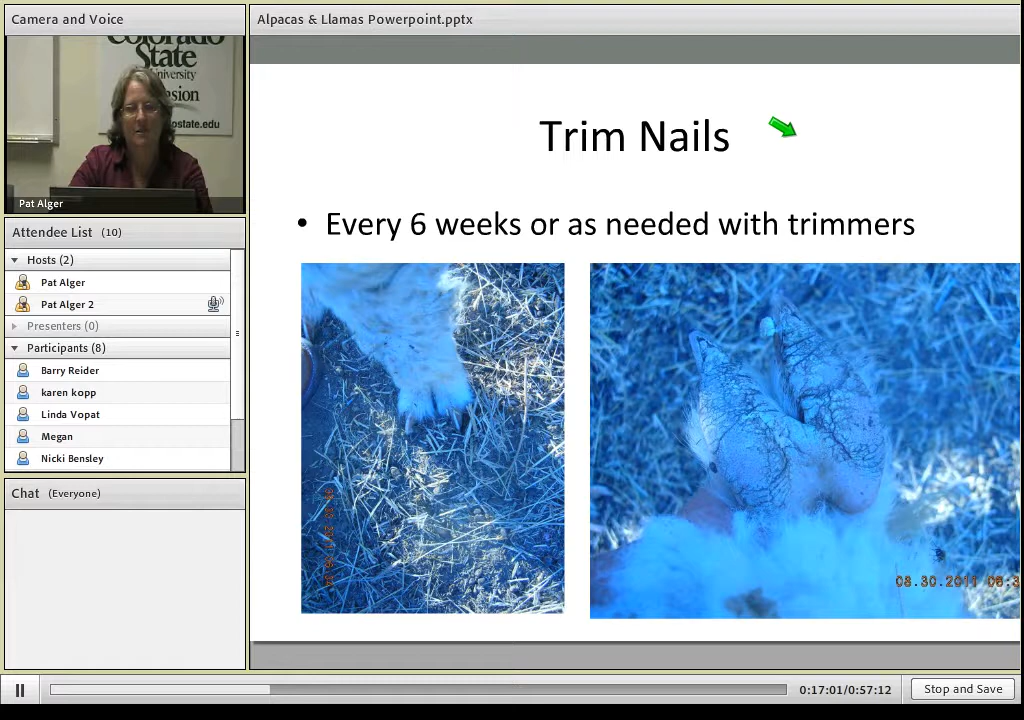 Camera and Voice
Colorado
State
University
ostate.edu
Pat Alger
Attendee List (10)
Hosts (2)
Pat Alger
Pat Alger 2
Presenters (0)
Participants (8)
Barry Reider
karen kopp
Linda Vopat
Megan
Nicki Bensley
Chat (Everyone)
Alpacas & Llamas Powerpoint.pptx
Trim Nails
• Every 6 weeks or as needed with trimmers
08.30.2011
0:17:01/0:57:12
Stop and Save